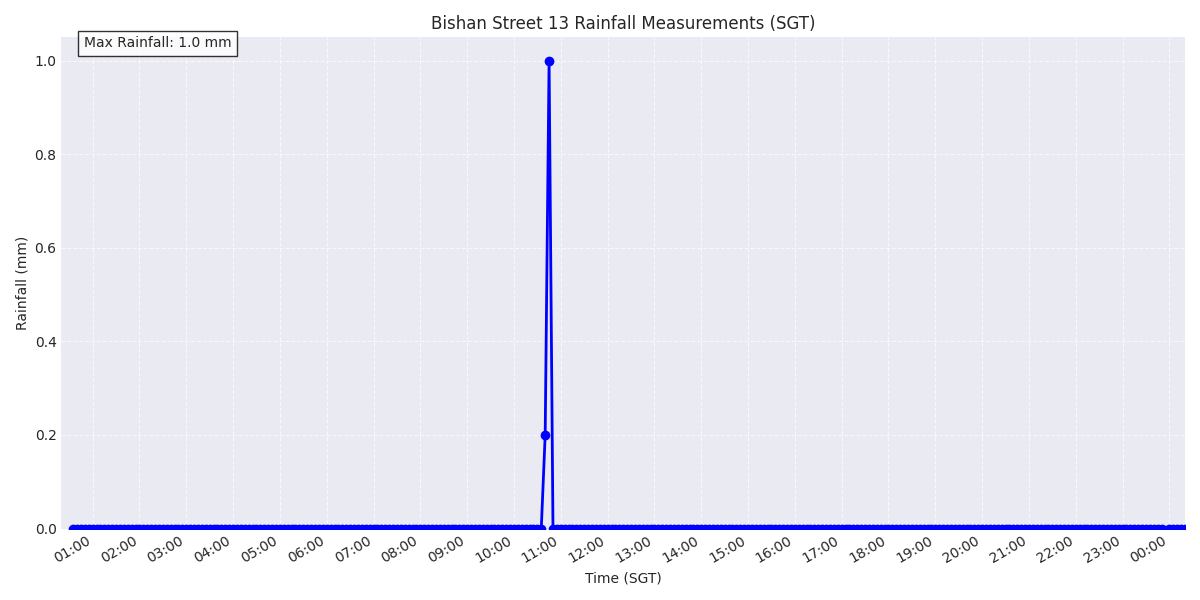 Bishan Street 13 Rainfall Measurements (SGT)
Max Rainfall: 1.0 mm
1.0
0.8
0.6
0.4
0.2
0.0
Rainfall (mm)
01:00 02:00 03:00 04:00 05:00 06:00 07:00 08:00 09:00 10:00 11:00 12:00 13:00 14:00 15:00 16:00 17:00 18:00 19:00 20:00 21:00 22:00 23:00 00:00
Time (SGT)